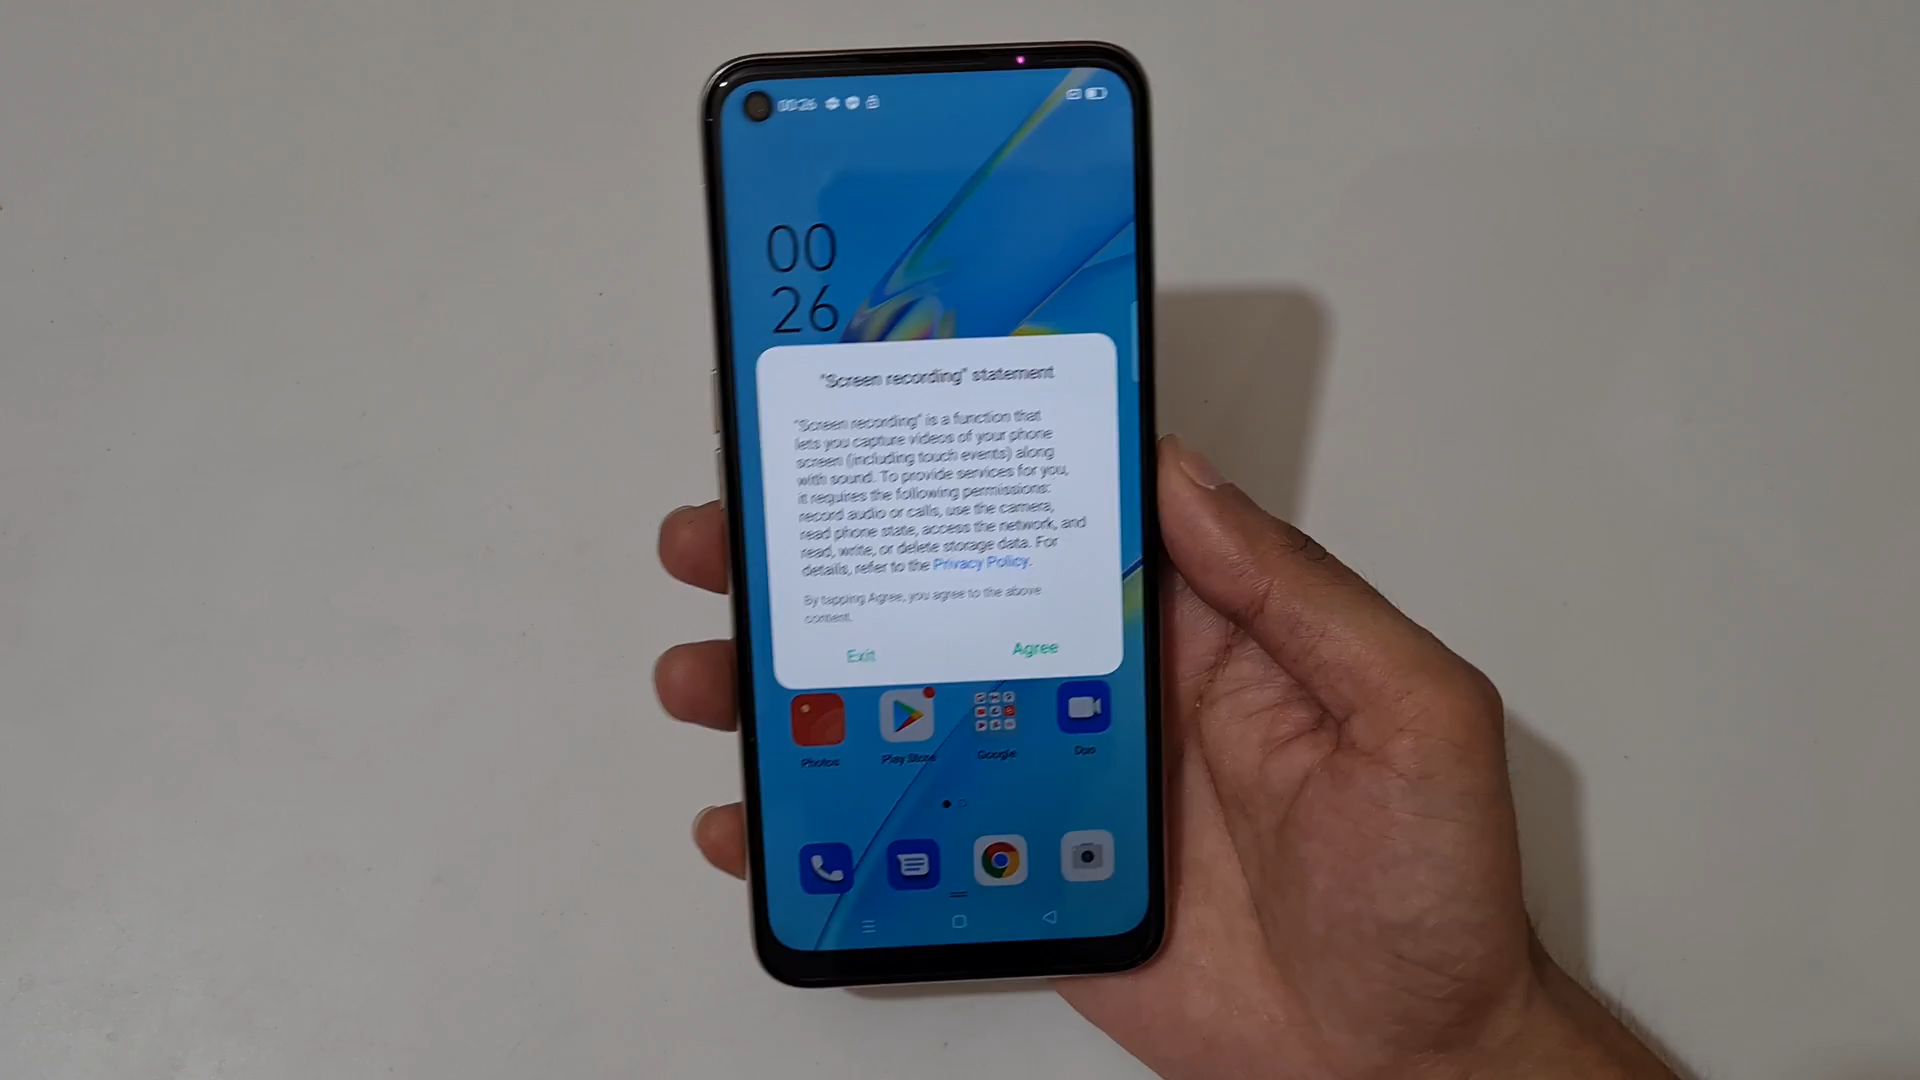 00:26
00
26
"Screen recording" statement
"Screen recording" is a function that
lets you capture videos of your phone
screen (including touch events) along
with sound. To provide services for you,
it requires the following permissions:
record audio or calls, use the camera,
read phone state, access the network, and
read, write, or delete storage data. For
details, refer to the Privacy Policy.
By tapping Agree, you agree to the above
content.
Exit Agree
Photos Play Store Google Duo